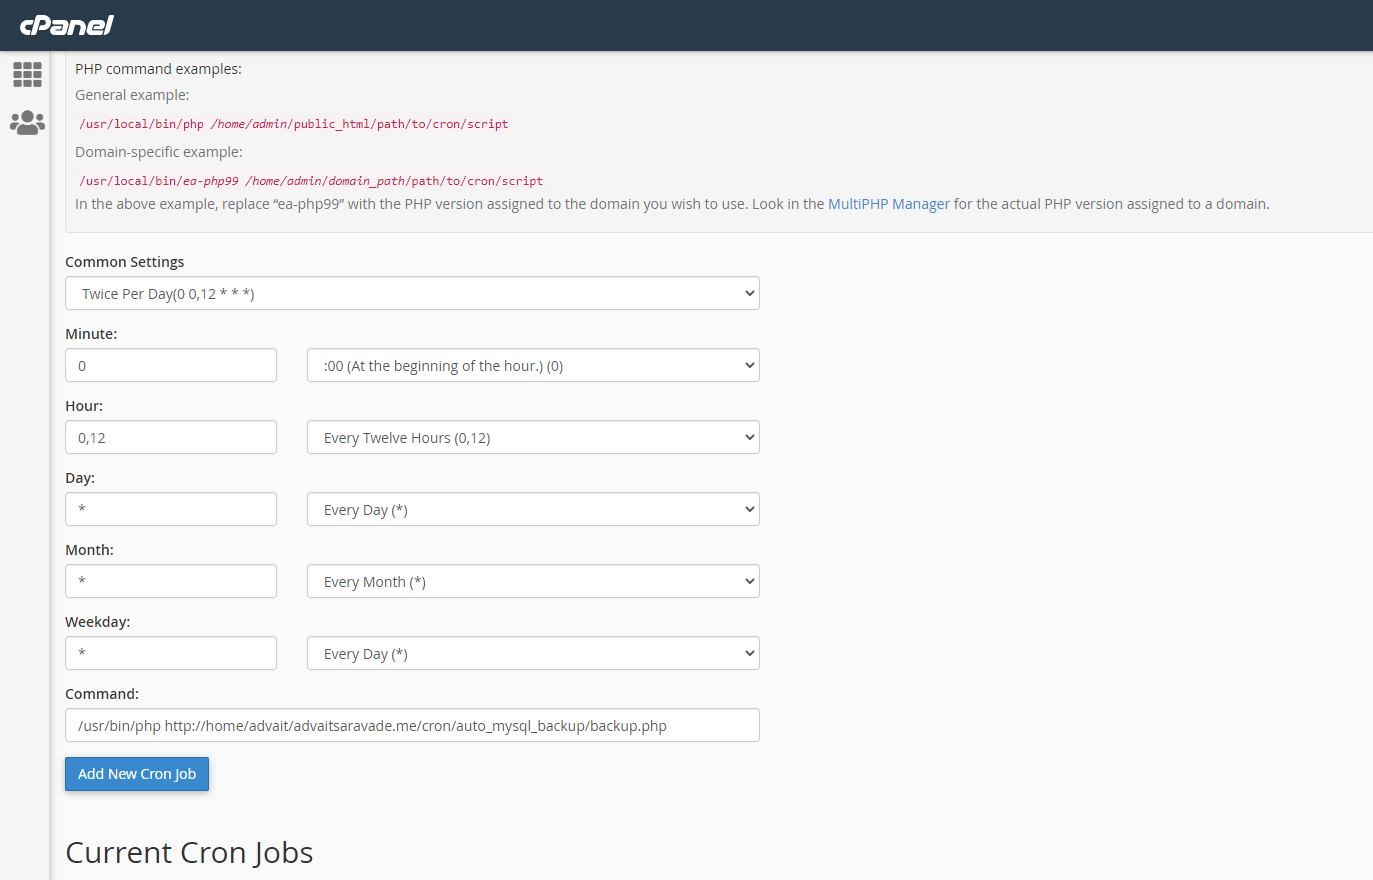 cPanel
PHP command examples:
General example:
/usr/local/bin/php /home/admin/public_html/path/to/cron/script
Domain-specific example:
/usr/local/bin/ea-php99 /home/admin/domain_path/path/to/cron/script
In the above example, replace “ea-php99” with the PHP version assigned to the domain you wish to use. Look in the MultiPHP Manager for the actual PHP version assigned to a domain.
Common Settings
Twice Per Day(0 0,12 * * *)
Minute:
0 :00 (At the beginning of the hour.) (0)
Hour:
0,12 Every Twelve Hours (0,12)
Day:
* Every Day (*)
Month:
* Every Month (*)
Weekday:
* Every Day (*)
Command:
/usr/bin/php http://home/advait/advaitsaravade.me/cron/auto_mysql_backup/backup.php
Add New Cron Job
Current Cron Jobs